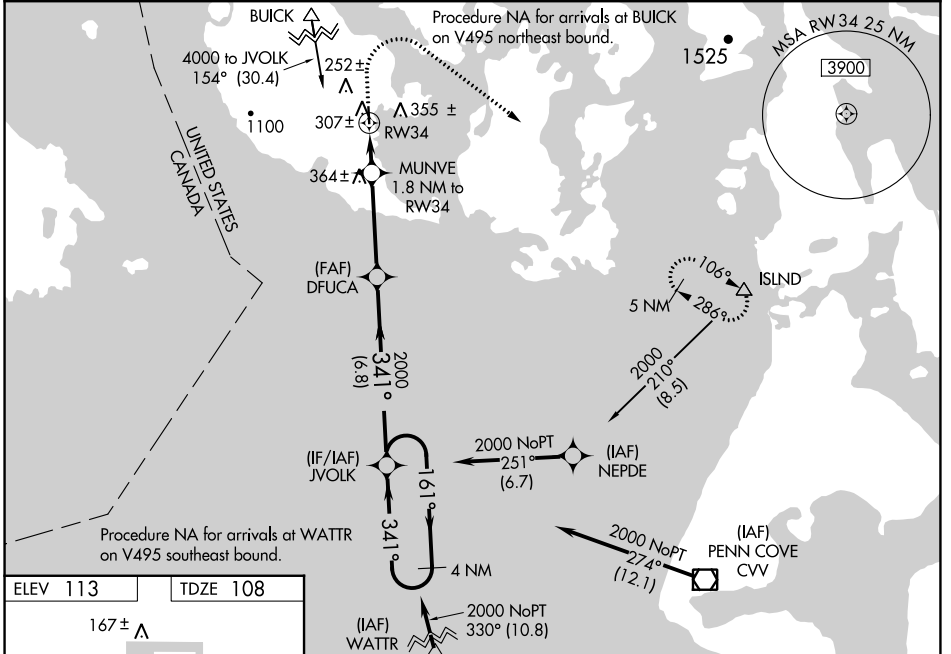 BUICK
Procedure NA for arrivals at BUICK
on V495 northeast bound.
4000 to JVOLK
154° (30.4)
252±
1525
MSA RW34 25 NM
3900
1100
307±
355 ±
RW34
UNITED STATES
CANADA
364±
MUNVE
1.8 NM to
RW34
(FAF)
DFUCA
106°
ISLND
5 NM
286°
2000
210°
(8.5)
2000
341°
(6.8)
(IF/IAF)
JVOLK
2000 NoPT
251°
(6.7)
(IAF)
NEPDE
161°
341°
4 NM
Procedure NA for arrivals at WATTR
on V495 southeast bound.
2000 NoPT
274°
(12.1)
(IAF)
PENN COVE
CVV
ELEV 113
TDZE 108
167±
(IAF)
WATTR
2000 NoPT
330° (10.8)